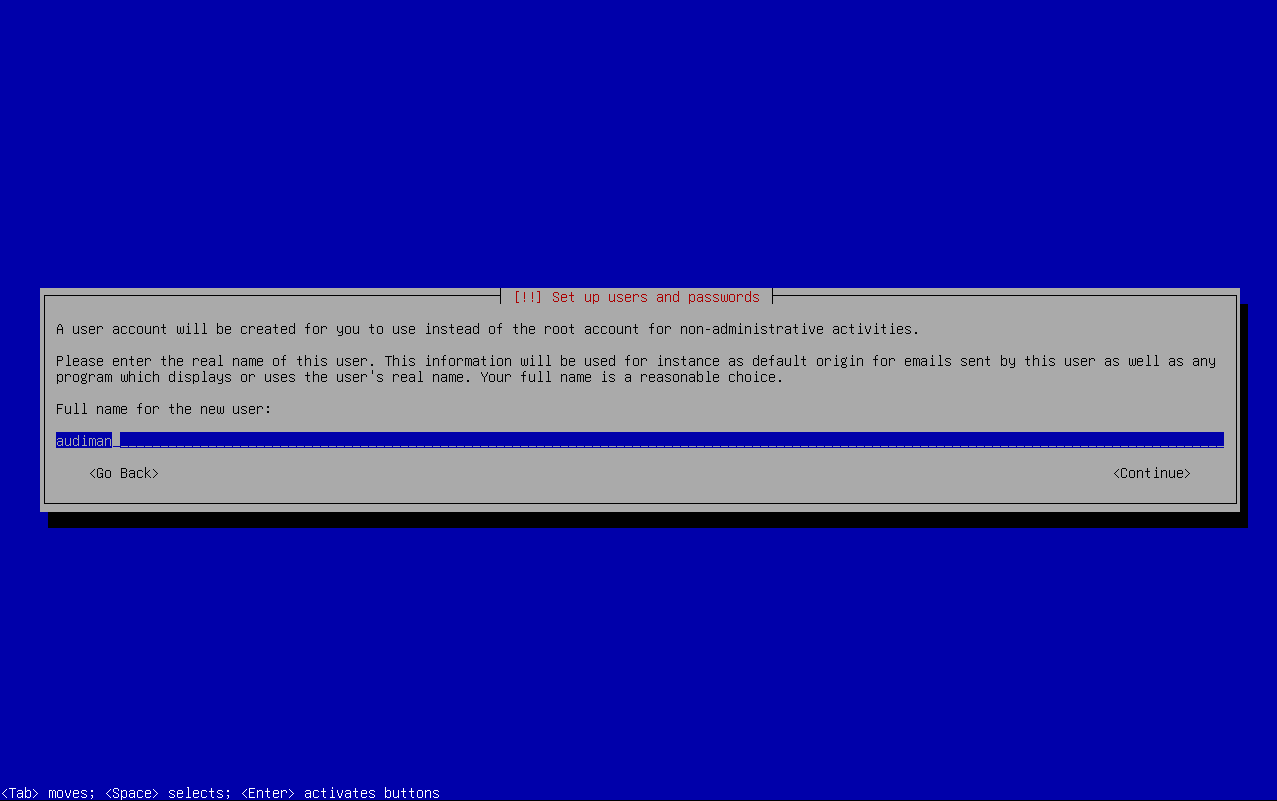 [!!] Set up users and passwords
A user account will be created for you to use instead of the root account for non-administrative activities.
Please enter the real name of this user. This information will be used for instance as default origin for emails sent by this user as well as any
program which displays or uses the user's real name. Your full name is a reasonable choice.
Full name for the new user:
audiman
<Go Back> <Continue>
<Tab> moves; <Space> selects; <Enter> activates buttons